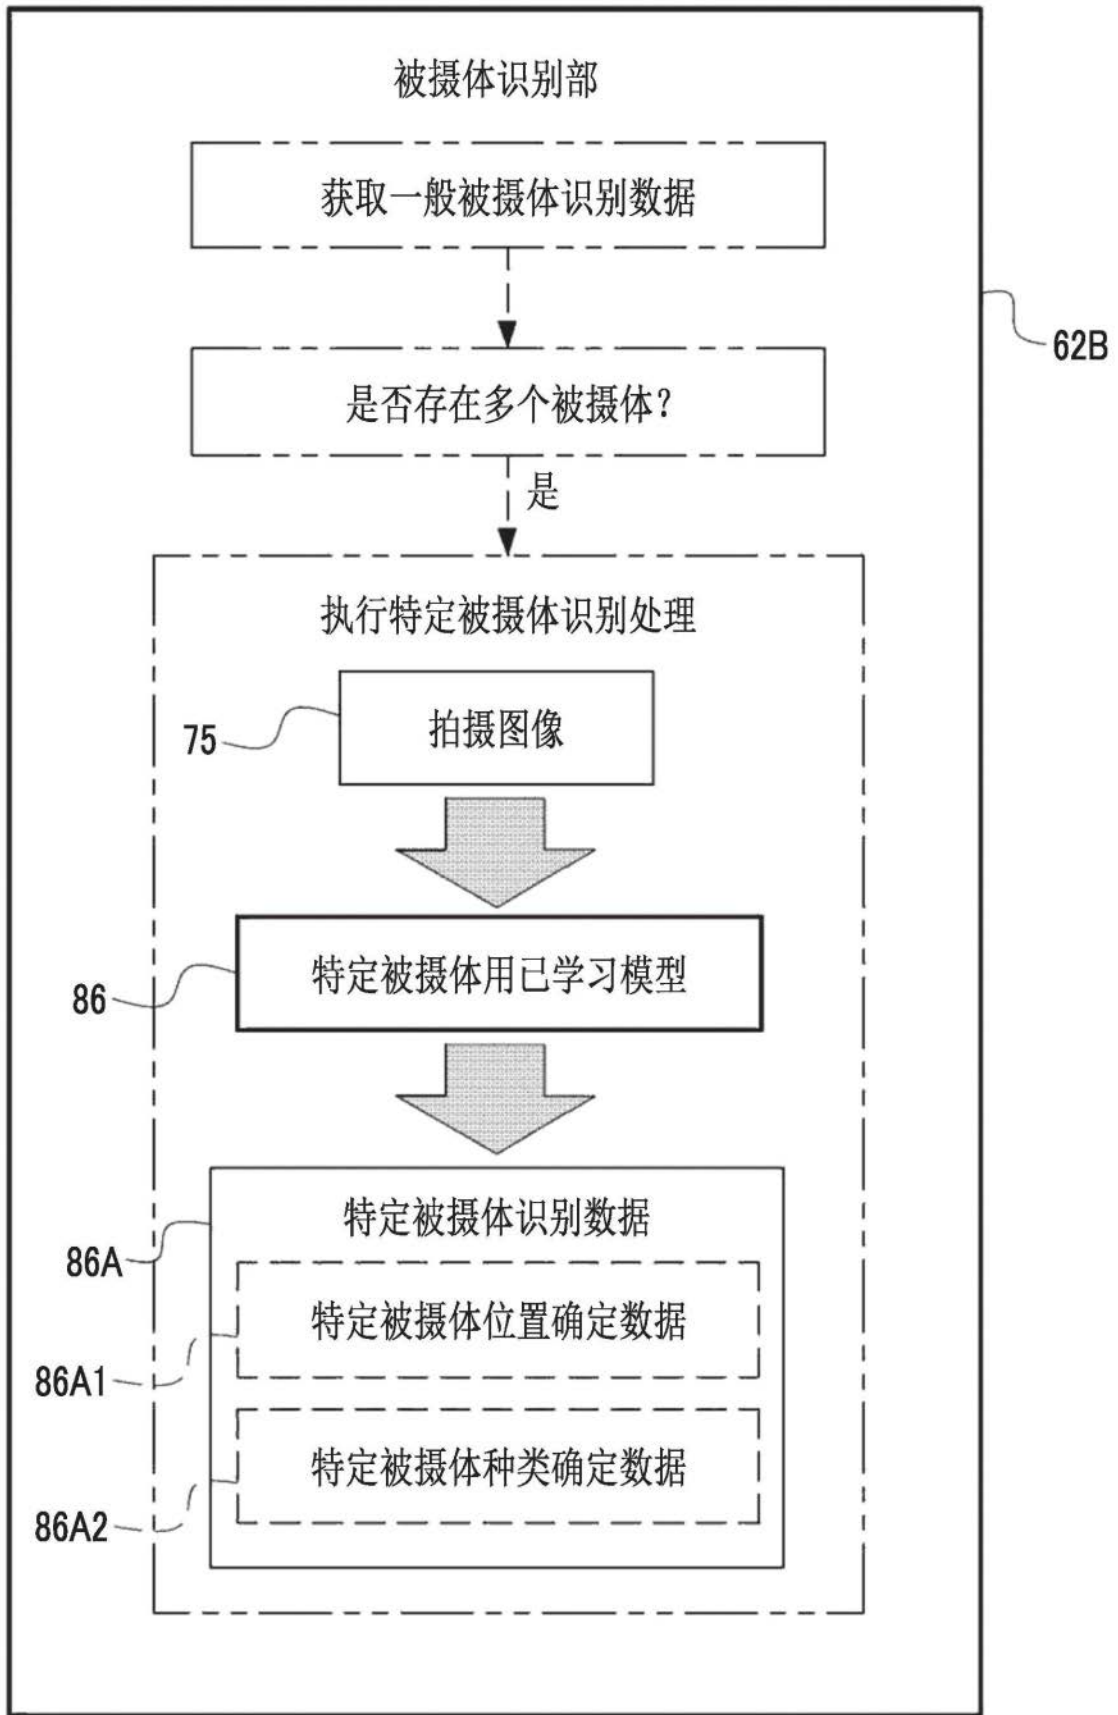 被摄体识别部
获取一般被摄体识别数据
62B
是否存在多个被摄体？
是
执行特定被摄体识别处理
75
拍摄图像
86
特定被摄体用已学习模型
特定被摄体识别数据
86A
特定被摄体位置确定数据
86A1
特定被摄体种类确定数据
86A2